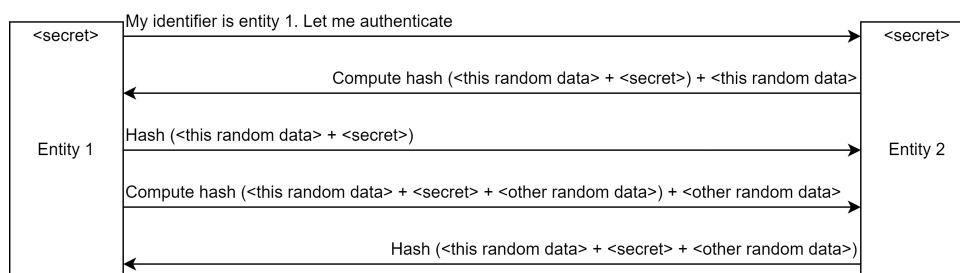 My identifier is entity 1. Let me authenticate
<secret>
<secret>
Compute hash (<this random data> + <secret>) + <this random data>
Hash (<this random data> + <secret>)
Entity 1
Entity 2
Compute hash (<this random data> + <secret> + <other random data>) + <other random data>
Hash (<this random data> + <secret> + <other random data>)